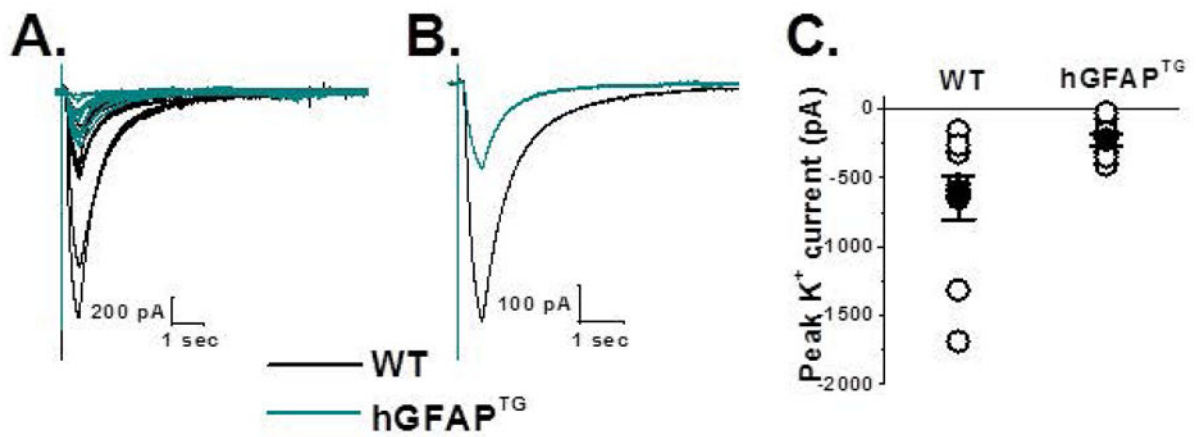 A.
B.
C.
WT
hGFAP^TG
Peak K⁺ current (pA)
0
-500
-1000
-1500
-2000
200 pA
1 sec
100 pA
1 sec
WT
hGFAP^TG